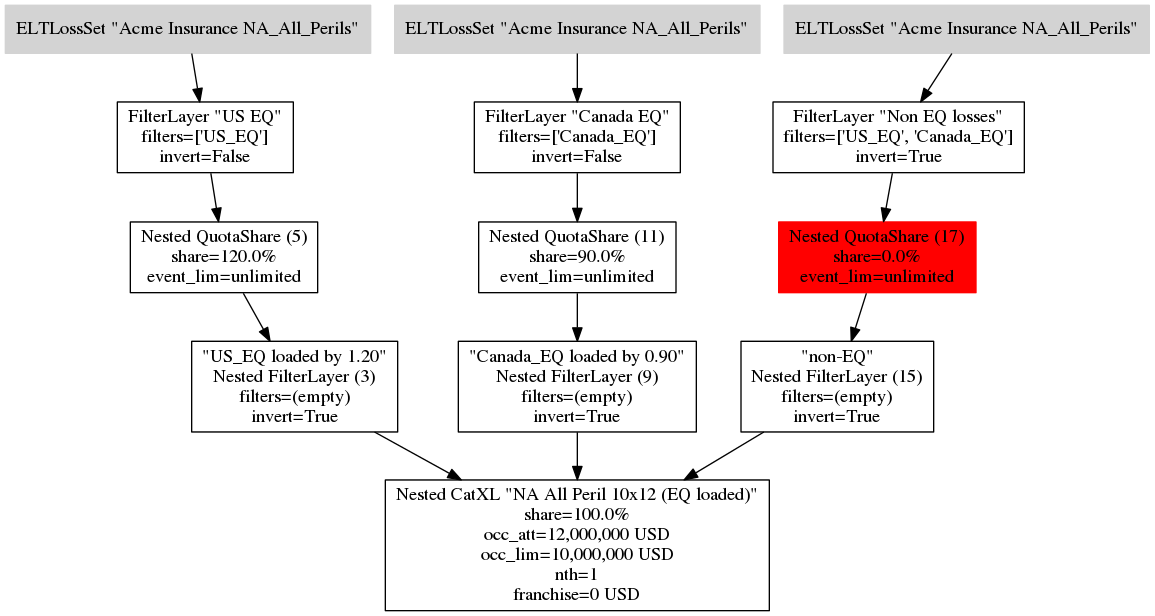 ELTLossSet "Acme Insurance NA_All_Perils"
ELTLossSet "Acme Insurance NA_All_Perils"
ELTLossSet "Acme Insurance NA_All_Perils"
FilterLayer "US EQ"
filters=['US_EQ']
invert=False
FilterLayer "Canada EQ"
filters=['Canada_EQ']
invert=False
FilterLayer "Non EQ losses"
filters=['US_EQ', 'Canada_EQ']
invert=True
Nested QuotaShare (5)
share=120.0%
event_lim=unlimited
Nested QuotaShare (11)
share=90.0%
event_lim=unlimited
Nested QuotaShare (17)
share=0.0%
event_lim=unlimited
"US_EQ loaded by 1.20"
Nested FilterLayer (3)
filters=(empty)
invert=True
"Canada_EQ loaded by 0.90"
Nested FilterLayer (9)
filters=(empty)
invert=True
"non-EQ"
Nested FilterLayer (15)
filters=(empty)
invert=True
Nested CatXL "NA All Peril 10x12 (EQ loaded)"
share=100.0%
occ_att=12,000,000 USD
occ_lim=10,000,000 USD
nth=1
franchise=0 USD